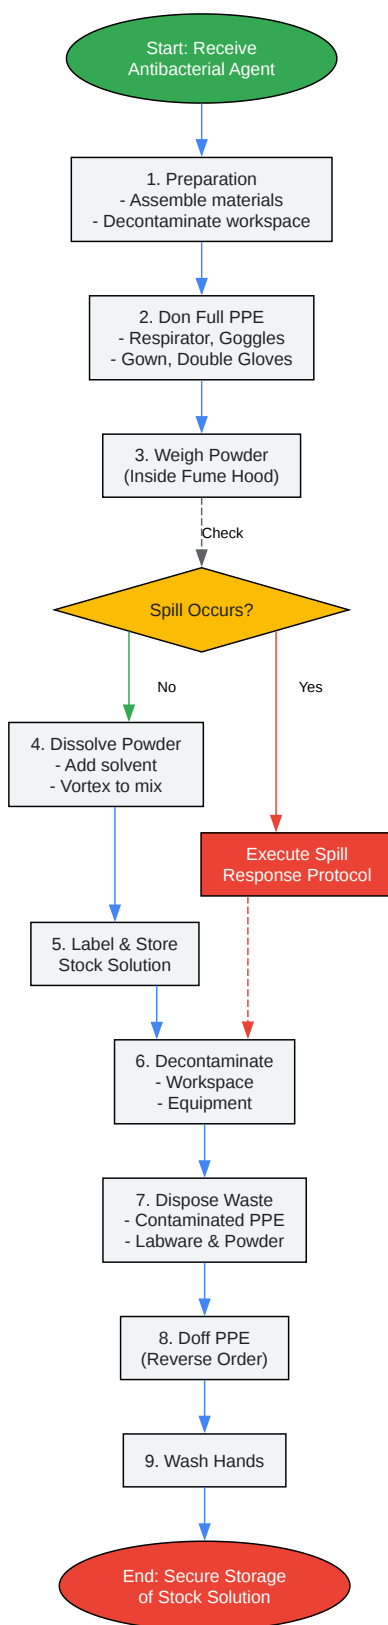 Start: Receive
Antibacterial Agent
1. Preparation
- Assemble materials
- Decontaminate workspace
2. Don Full PPE
- Respirator, Goggles
- Gown, Double Gloves
3. Weigh Powder
(Inside Fume Hood)
Check
Spill Occurs?
No
Yes
4. Dissolve Powder
- Add solvent
- Vortex to mix
Execute Spill
Response Protocol
5. Label & Store
Stock Solution
6. Decontaminate
- Workspace
- Equipment
7. Dispose Waste
- Contaminated PPE
- Labware & Powder
8. Doff PPE
(Reverse Order)
9. Wash Hands
End: Secure Storage
of Stock Solution